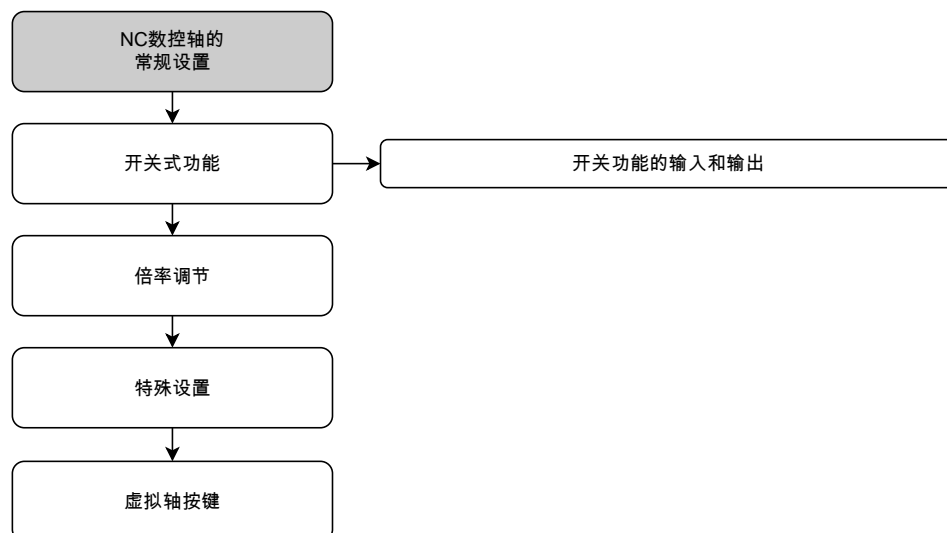 NC数控轴的
常规设置
开关式功能
开关功能的输入和输出
倍率调节
特殊设置
虚拟轴按键